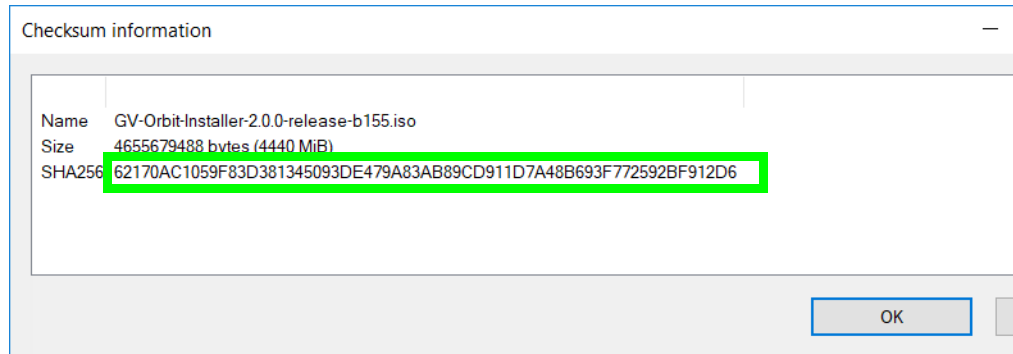 Checksum information
Name GV-Orbit-Installer-2.0.0-release-b155.iso
Size 4655679488 bytes (4440 MiB)
SHA256 62170AC1059F83D381345093DE479A83AB89CD911D7A48B693F772592BF912D6
OK